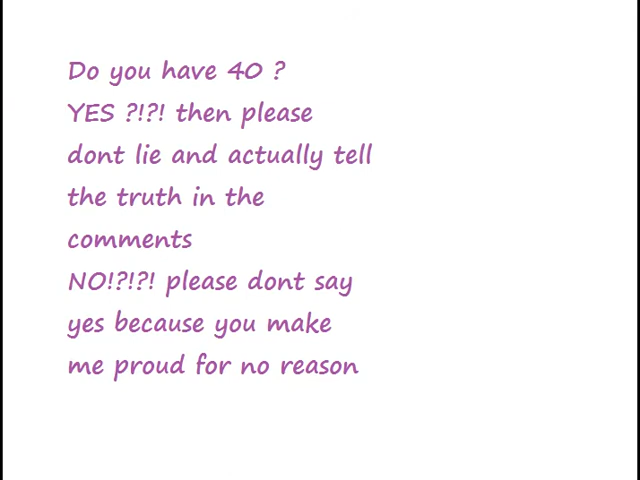 Do you have 40 ?
YES ?!?! then please
dont lie and actually tell
the truth in the
comments
NO!?!?! please dont say
yes because you make
me proud for no reason